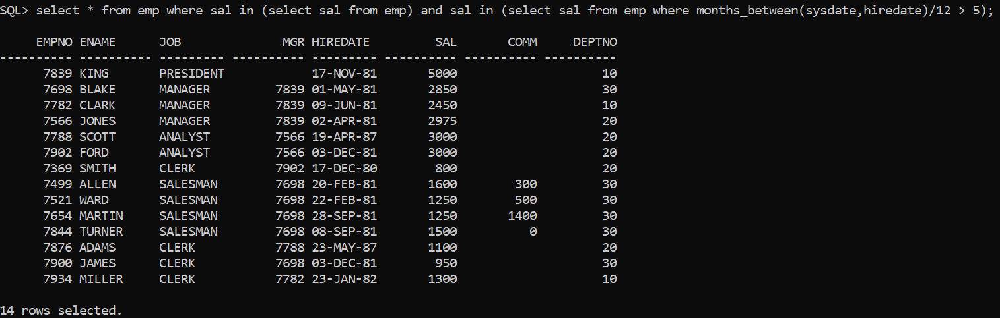 SQL> select * from emp where sal in (select sal from emp) and sal in (select sal from emp where months_between(sysdate,hiredate)/12 > 5);
     EMPNO ENAME      JOB              MGR HIREDATE         SAL       COMM     DEPTNO
---------- ---------- --------- ---------- --------- ---------- ---------- ----------
      7839 KING       PRESIDENT            17-NOV-81       5000                    10
      7698 BLAKE      MANAGER         7839 01-MAY-81       2850                    30
      7782 CLARK      MANAGER         7839 09-JUN-81       2450                    10
      7566 JONES      MANAGER         7839 02-APR-81       2975                    20
      7788 SCOTT      ANALYST         7566 19-APR-87       3000                    20
      7902 FORD       ANALYST         7566 03-DEC-81       3000                    20
      7369 SMITH      CLERK           7902 17-DEC-80        800                    20
      7499 ALLEN      SALESMAN        7698 20-FEB-81       1600        300         30
      7521 WARD       SALESMAN        7698 22-FEB-81       1250        500         30
      7654 MARTIN     SALESMAN        7698 28-SEP-81       1250       1400         30
      7844 TURNER     SALESMAN        7698 08-SEP-81       1500          0         30
      7876 ADAMS      CLERK           7788 23-MAY-87       1100                    20
      7900 JAMES      CLERK           7698 03-DEC-81        950                    30
      7934 MILLER     CLERK           7782 23-JAN-82       1300                    10
14 rows selected.